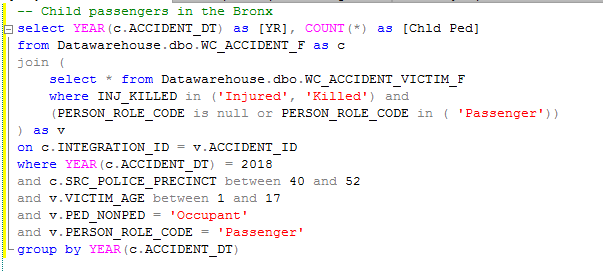 -- Child passengers in the Bronx
select YEAR(c.ACCIDENT_DT) as [YR], COUNT(*) as [Chld Ped]
from Datawarehouse.dbo.WC_ACCIDENT_F as c
join (
select * from Datawarehouse.dbo.WC_ACCIDENT_VICTIM_F
where INJ_KILLED in ('Injured', 'Killed') and
(PERSON_ROLE_CODE is null or PERSON_ROLE_CODE in ( 'Passenger'))
) as v
on c.INTEGRATION_ID = v.ACCIDENT_ID
where YEAR(c.ACCIDENT_DT) = 2018
and c.SRC_POLICE_PRECINCT between 40 and 52
and v.VICTIM_AGE between 1 and 17
and v.PED_NONPED = 'Occupant'
and v.PERSON_ROLE_CODE = 'Passenger'
group by YEAR(c.ACCIDENT_DT)